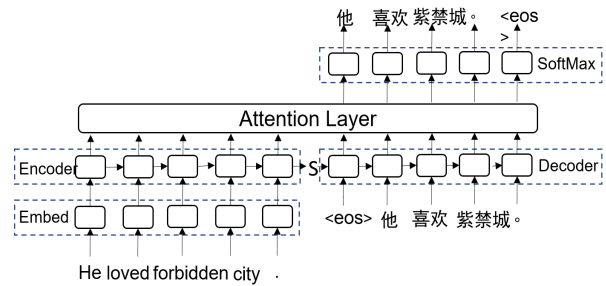 他 喜欢 紫禁城。 <eos
>
SoftMax
Attention Layer
Encoder
S
Decoder
Embed
<eos> 他 喜欢 紫禁城。
He loved forbidden city .